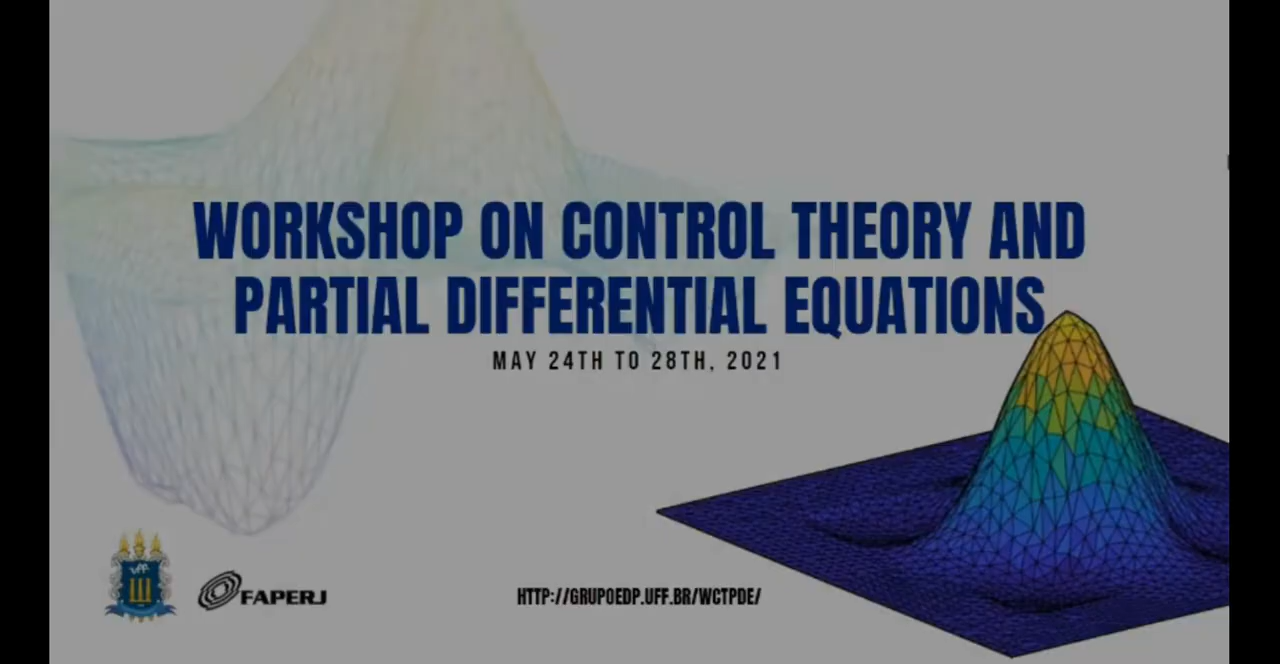 WORKSHOP ON CONTROL THEORY AND
PARTIAL DIFFERENTIAL EQUATIONS
MAY 24TH TO 28TH, 2021
uff
FAPERJ
HTTP://GRUPOEDP.UFF.BR/WCTPDE/